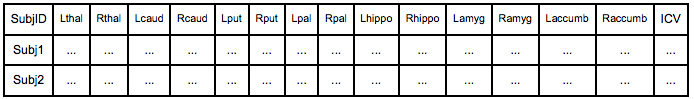 SubjID Lthal Rthal Lcaud Rcaud Lput Rput Lpal Rpal Lhippo Rhippo Lamyg Ramyg Laccumb Raccumb ICV
Subj1 ... ... ... ... ... ... ... ... ... ... ... ... ... ... ...
Subj2 ... ... ... ... ... ... ... ... ... ... ... ... ... ... ...